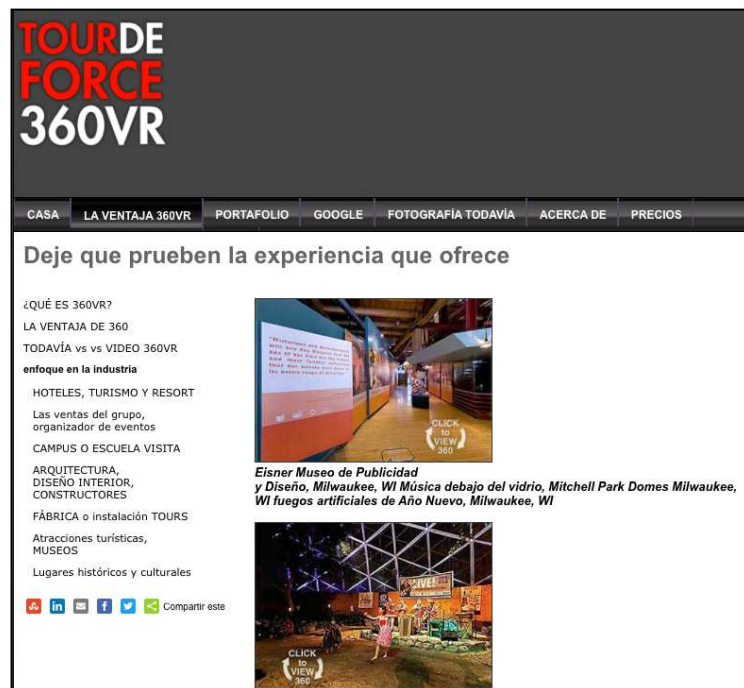 TOURDE
FORCE
360VR
CASA
LA VENTAJA 360VR
PORTAFOLIO
GOOGLE
FOTOGRAFÍA TODAVÍA
ACERCA DE
PRECIOS
Deje que prueben la experiencia que ofrece
¿QUÉ ES 360VR?
LA VENTAJA DE 360
TODAVÍA vs vs VIDEO 360VR
enfoque en la industria
HOTELES, TURISMO Y RESORT
Las ventas del grupo,
organizador de eventos
CAMPUS O ESCUELA VISITA
ARQUITECTURA,
DISEÑO INTERIOR,
CONSTRUCTORES
FÁBRICA o instalación TOURS
Atracciones turísticas,
MUSEOS
Lugares históricos y culturales
Compartir este
CLICK
to
VIEW
360
Eisner Museo de Publicidad
y Diseño, Milwaukee, WI Música debajo del vidrio, Mitchell Park Domes Milwaukee,
WI fuegos artificiales de Año Nuevo, Milwaukee, WI
LIVE!
CLICK
to
VIEW
360